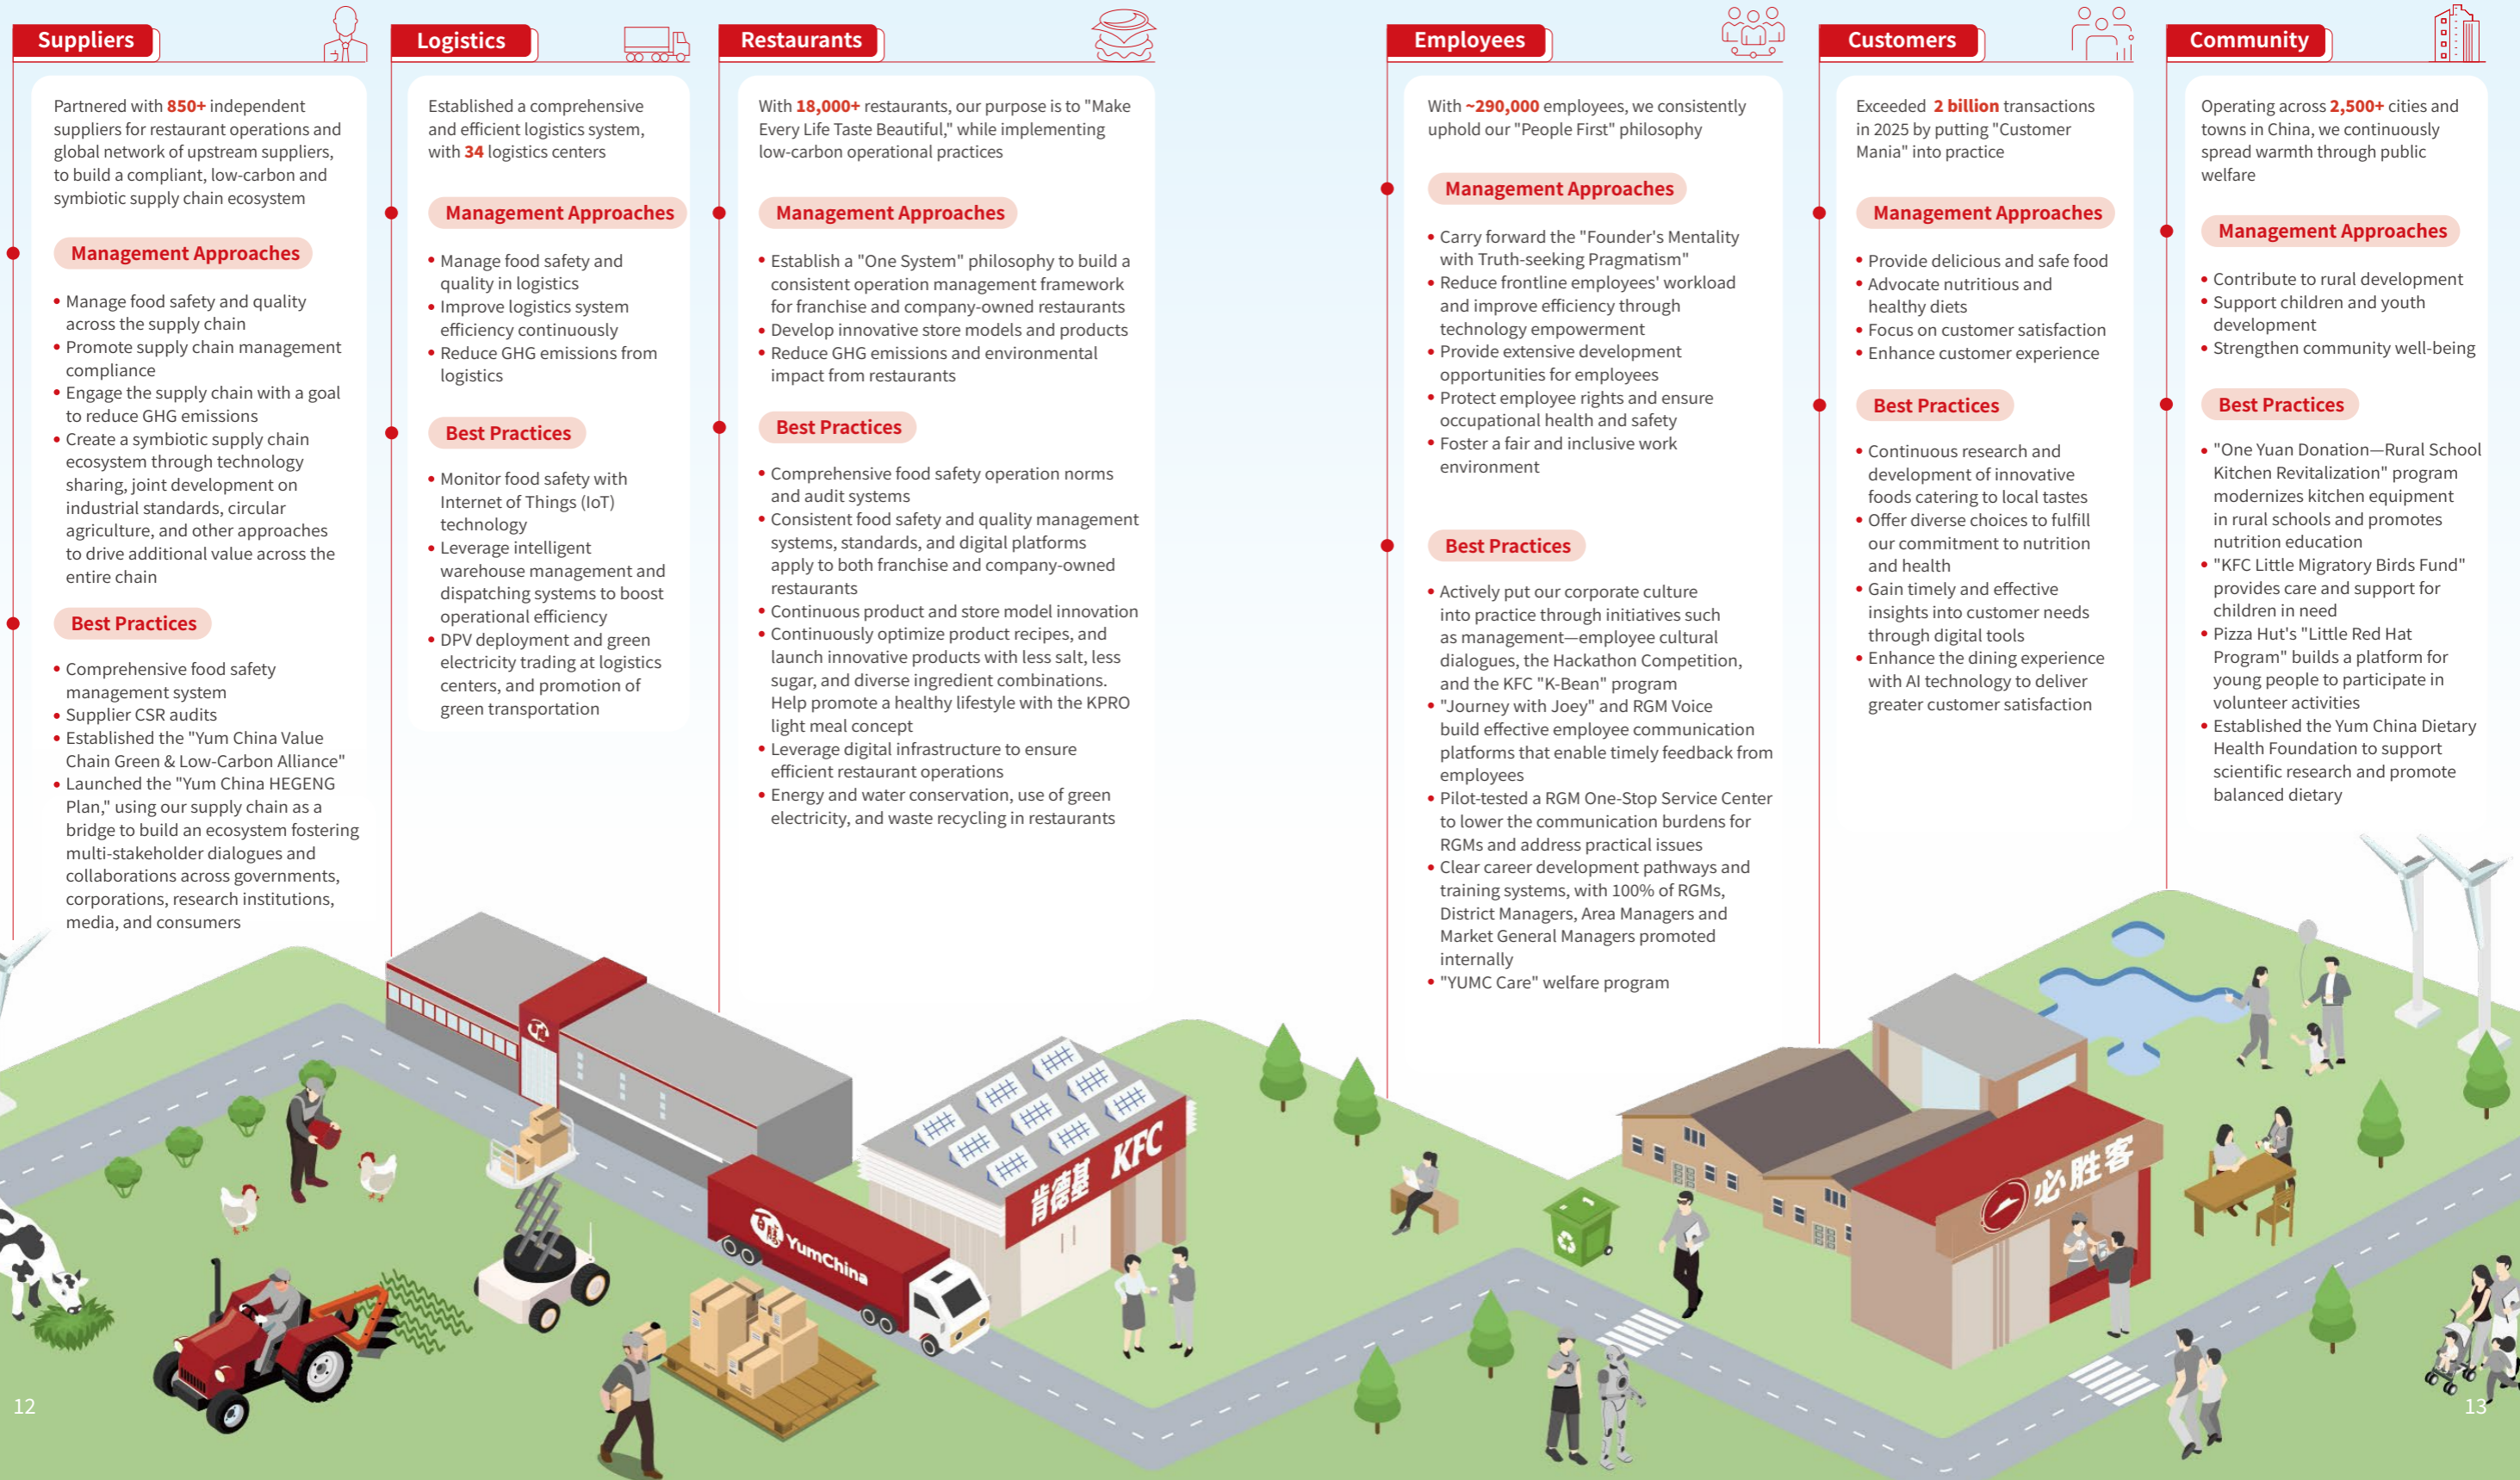 Suppliers
Partnered with 850+ independent
suppliers for restaurant operations and
global network of upstream suppliers,
to build a compliant, low-carbon and
symbiotic supply chain ecosystem
Management Approaches
• Manage food safety and quality
across the supply chain
• Promote supply chain management
compliance
• Engage the supply chain with a goal
to reduce GHG emissions
• Create a symbiotic supply chain
ecosystem through technology
sharing, joint development on
industrial standards, circular
agriculture, and other approaches
to drive additional value across the
entire chain
Best Practices
• Comprehensive food safety
management system
• Supplier CSR audits
• Established the "Yum China Value
Chain Green & Low-Carbon Alliance"
• Launched the "Yum China HEGENG
Plan," using our supply chain as a
bridge to build an ecosystem fostering
multi-stakeholder dialogues and
collaborations across governments,
corporations, research institutions,
media, and consumers
Logistics
Established a comprehensive
and efficient logistics system,
with 34 logistics centers
Management Approaches
• Manage food safety and
quality in logistics
• Improve logistics system
efficiency continuously
• Reduce GHG emissions from
logistics
Best Practices
• Monitor food safety with
Internet of Things (IoT)
technology
• Leverage intelligent
warehouse management and
dispatching systems to boost
operational efficiency
• DPV deployment and green
electricity trading at logistics
centers, and promotion of
green transportation
Restaurants
With 18,000+ restaurants, our purpose is to "Make
Every Life Taste Beautiful," while implementing
low-carbon operational practices
Management Approaches
• Establish a "One System" philosophy to build a
consistent operation management framework
for franchise and company-owned restaurants
• Develop innovative store models and products
• Reduce GHG emissions and environmental
impact from restaurants
Best Practices
• Comprehensive food safety operation norms
and audit systems
• Consistent food safety and quality management
systems, standards, and digital platforms
apply to both franchise and company-owned
restaurants
• Continuous product and store model innovation
• Continuously optimize product recipes, and
launch innovative products with less salt, less
sugar, and diverse ingredient combinations.
Help promote a healthy lifestyle with the KPRO
light meal concept
• Leverage digital infrastructure to ensure
efficient restaurant operations
• Energy and water conservation, use of green
electricity, and waste recycling in restaurants
Employees
With ~290,000 employees, we consistently
uphold our "People First" philosophy
Management Approaches
• Carry forward the "Founder's Mentality
with Truth-seeking Pragmatism"
• Reduce frontline employees' workload
and improve efficiency through
technology empowerment
• Provide extensive development
opportunities for employees
• Protect employee rights and ensure
occupational health and safety
• Foster a fair and inclusive work
environment
Best Practices
• Actively put our corporate culture
into practice through initiatives such
as management—employee cultural
dialogues, the Hackathon Competition,
and the KFC "K-Bean" program
• "Journey with Joey" and RGM Voice
build effective employee communication
platforms that enable timely feedback from
employees
• Pilot-tested a RGM One-Stop Service Center
to lower the communication burdens for
RGMs and address practical issues
• Clear career development pathways and
training systems, with 100% of RGMs,
District Managers, Area Managers and
Market General Managers promoted
internally
• "YUMC Care" welfare program
Customers
Exceeded 2 billion transactions
in 2025 by putting "Customer
Mania" into practice
Management Approaches
• Provide delicious and safe food
• Advocate nutritious and
healthy diets
• Focus on customer satisfaction
• Enhance customer experience
Best Practices
• Continuous research and
development of innovative
foods catering to local tastes
• Offer diverse choices to fulfill
our commitment to nutrition
and health
• Gain timely and effective
insights into customer needs
through digital tools
• Enhance the dining experience
with AI technology to deliver
greater customer satisfaction
Community
Operating across 2,500+ cities and
towns in China, we continuously
spread warmth through public
welfare
Management Approaches
• Contribute to rural development
• Support children and youth
development
• Strengthen community well-being
Best Practices
• "One Yuan Donation—Rural School
Kitchen Revitalization" program
modernizes kitchen equipment
in rural schools and promotes
nutrition education
• "KFC Little Migratory Birds Fund"
provides care and support for
children in need
• Pizza Hut's "Little Red Hat
Program" builds a platform for
young people to participate in
volunteer activities
• Established the Yum China Dietary
Health Foundation to support
scientific research and promote
balanced dietary
肯德基 KFC
百勝 YumChina
必胜客
12
13